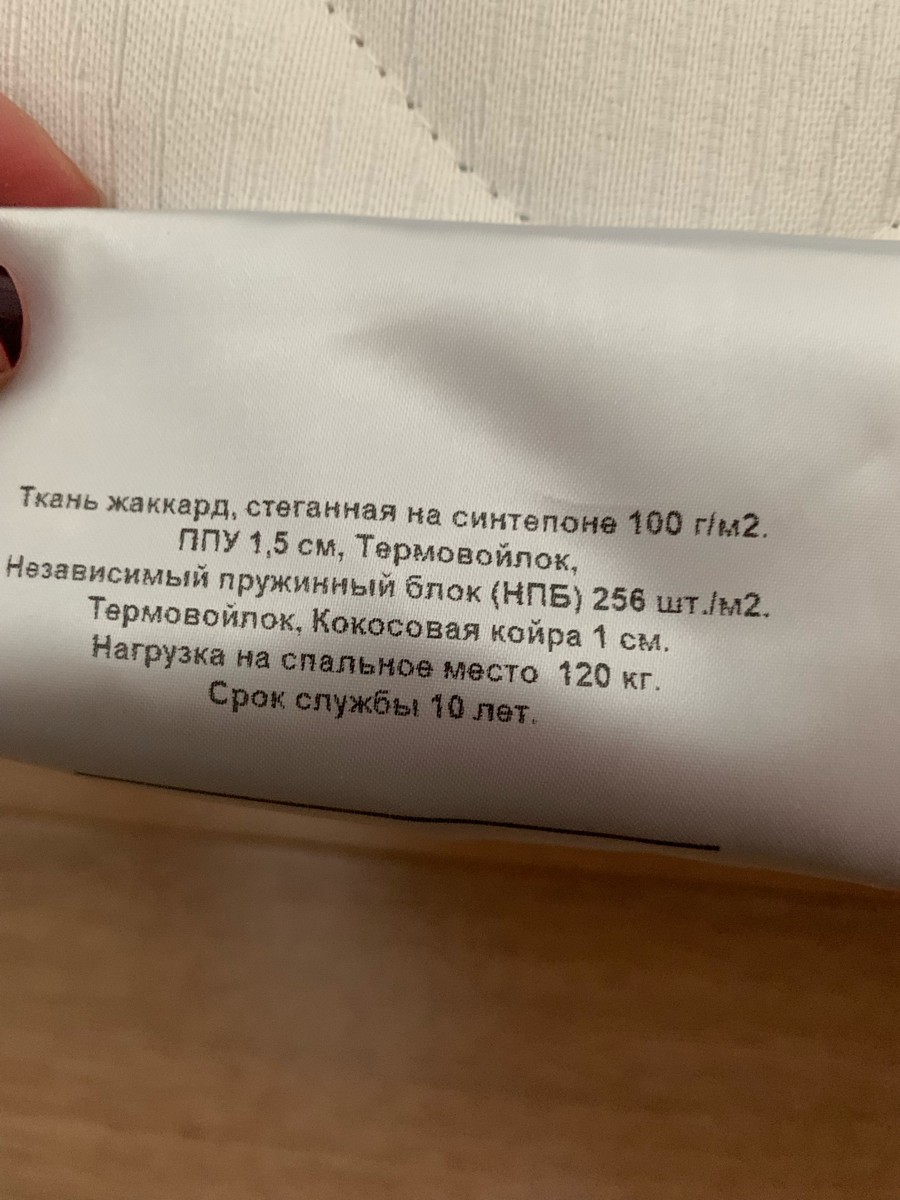 Ткань жаккард, стеганная на синтепоне 100 г/м2.
ППУ 1,5 см, Термовойлок,
Независимый пружинный блок (НПБ) 256 шт./м2.
Термовойлок, Кокосовая койра 1 см.
Нагрузка на спальное место 120 кг.
Срок службы 10 лет.